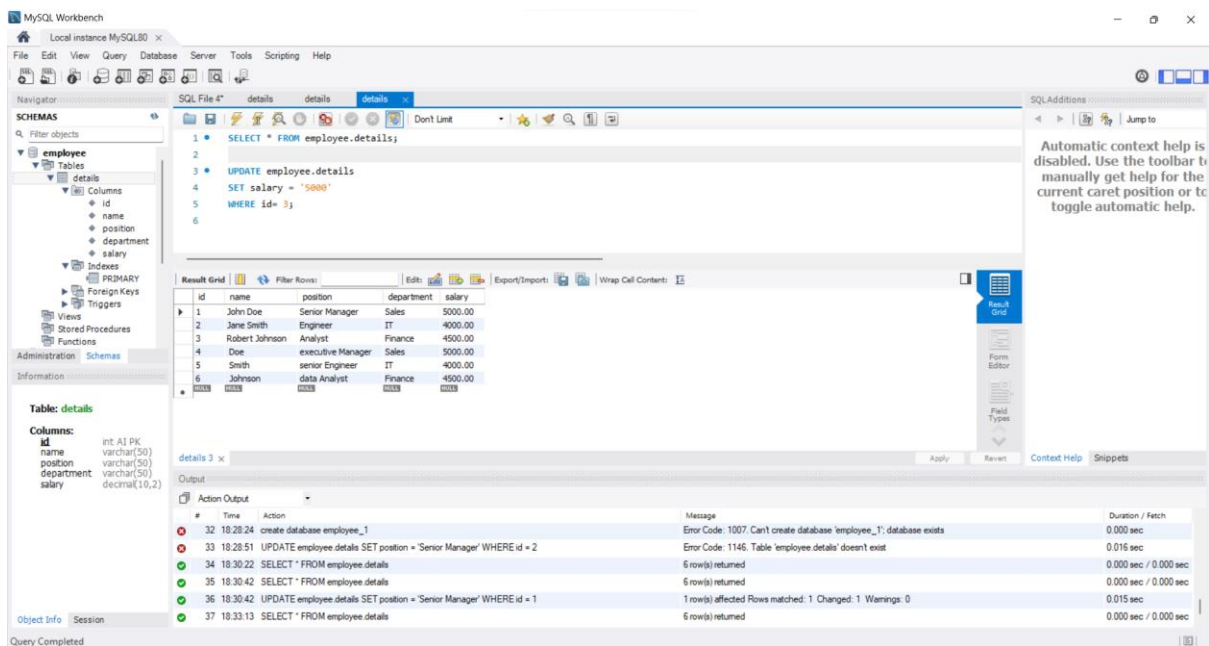 MySQL Workbench
Local instance MySQL80
File Edit View Query Database Server Tools Scripting Help
Navigator
SCHEMAS
Filter objects
employee
Tables
details
Columns
id
name
position
department
salary
Indexes
PRIMARY
Foreign Keys
Triggers
Views
Stored Procedures
Functions
Administration Schemas
Information
Table: details
Columns:
id int AI PK
name varchar(50)
position varchar(50)
department varchar(50)
salary decimal(10,2)
Object Info Session
Query Completed
SQL File 4* details details details
Don't Limit
1 SELECT * FROM employee.details;
2
3 UPDATE employee.details
4 SET salary = '5000'
5 WHERE id= 3;
6
Result Grid Filter Rows: Edit: Export/Import: Wrap Cell Content:
id name position department salary
1 John Doe Senior Manager Sales 5000.00
2 Jane Smith Engineer IT 4000.00
3 Robert Johnson Analyst Finance 4500.00
4 Doe executive Manager Sales 5000.00
5 Smith senior Engineer IT 4000.00
6 Johnson data Analyst Finance 4500.00
NULL NULL NULL NULL NULL
Result Grid
Form Editor
Field Types
details 3 Apply Revert
Output
Action Output
# Time Action Message Duration / Fetch
32 18:28:24 create database employee_1 Error Code: 1007. Can't create database 'employee_1'; database exists 0.000 sec
33 18:28:51 UPDATE employee.detalis SET position = 'Senior Manager' WHERE id = 2 Error Code: 1146. Table 'employee.detalis' doesn't exist 0.016 sec
34 18:30:22 SELECT * FROM employee.details 6 row(s) returned 0.000 sec / 0.000 sec
35 18:30:42 SELECT * FROM employee.details 6 row(s) returned 0.000 sec / 0.000 sec
36 18:30:42 UPDATE employee.details SET position = 'Senior Manager' WHERE id = 1 1 row(s) affected Rows matched: 1 Changed: 1 Warnings: 0 0.015 sec
37 18:33:13 SELECT * FROM employee.details 6 row(s) returned 0.000 sec / 0.000 sec
SQLAdditions
Jump to
Automatic context help is
disabled. Use the toolbar to
manually get help for the
current caret position or to
toggle automatic help.
Context Help Snippets